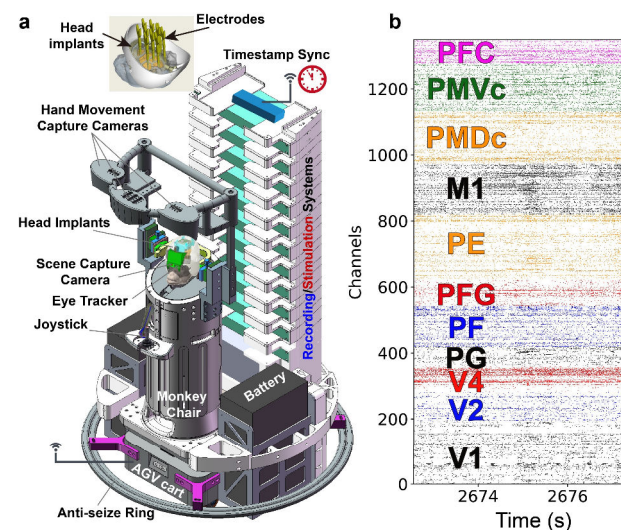 a
Head
implants
Electrodes
Timestamp Sync
Hand Movement
Capture Cameras
Head Implants
Scene Capture
Camera
Eye Tracker
Joystick
Recording/Stimulation Systems
Battery
Monkey
Chair
AGV cart
Anti-seize Ring
b
PFC
PMVc
PMDc
M1
PE
PFG
PF
PG
V4
V2
V1
Channels
1200
1000
800
600
400
200
0
2674
2676
Time (s)